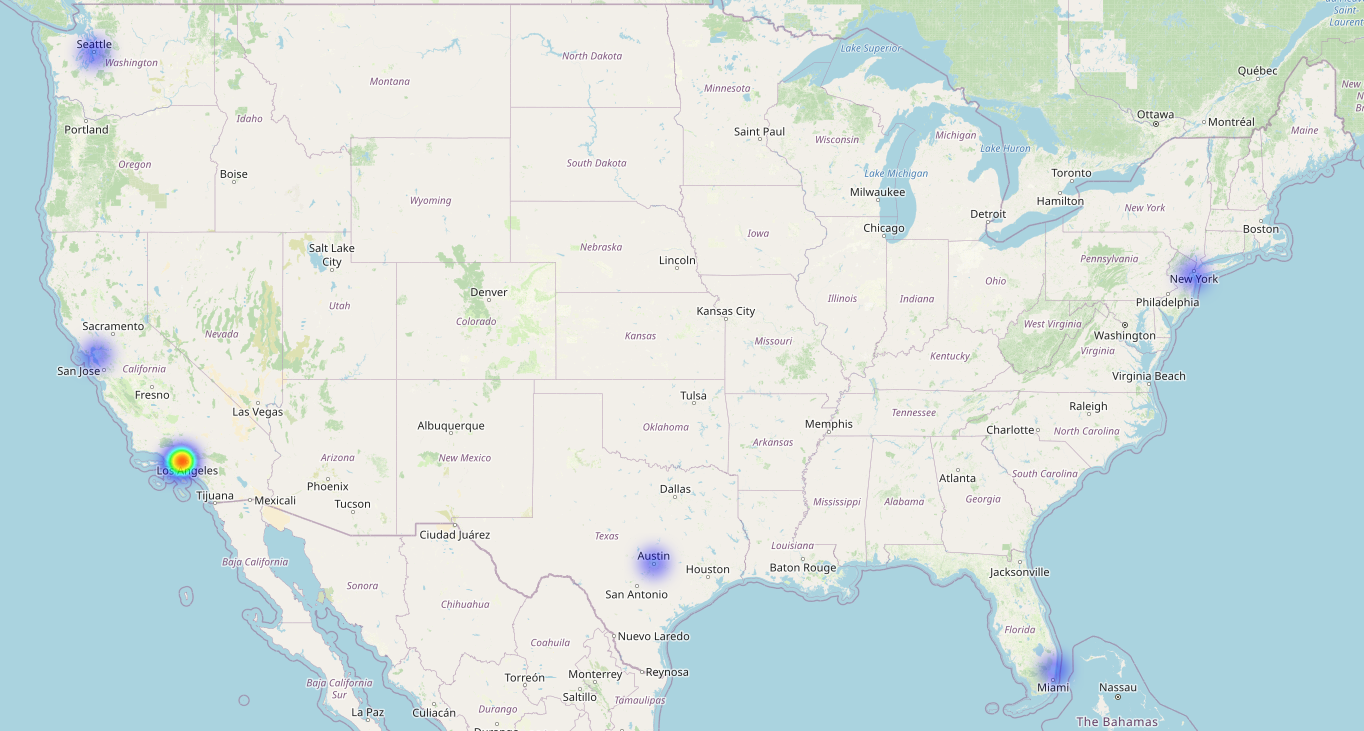 Seattle
Washington
Montana
North Dakota
Minnesota
Lake Superior
Québec
Ottawa
Montréal
Maine
Portland
Idaho
Oregon
Boise
Saint Paul
Wisconsin
Michigan
Lake Huron
South Dakota
Lake Michigan
Toronto
Milwaukee
Hamilton
Wyoming
New York
Detroit
Chicago
Boston
Iowa
Salt Lake
City
Nebraska
Lincoln
Pennsylvania
New York
Denver
Ohio
Utah
Illinois
Indiana
Philadelphia
Colorado
Kansas City
Sacramento
Nevada
Kansas
Missouri
West Virginia
Washington
Virginia
Kentucky
San Jose
California
Virginia Beach
Fresno
Tulsa
Las Vegas
Raleigh
Tennessee
Albuquerque
Oklahoma
Memphis
Charlotte
North Carolina
Arkansas
Arizona
New Mexico
Los Angeles
South Carolina
Atlanta
Phoenix
Dallas
Tijuana
Mexicali
Tucson
Mississippi
Alabama
Georgia
Ciudad Juárez
Texas
Louisiana
Austin
Baja California
Houston
Baton Rouge
Jacksonville
Sonora
San Antonio
Chihuahua
Nuevo Laredo
Florida
Coahuila
Reynosa
Torreón
Monterrey
Baja California
Sur
Saltillo
Tamaulipas
Miami
Nassau
La Paz
Culiacán
Durango
The Bahamas